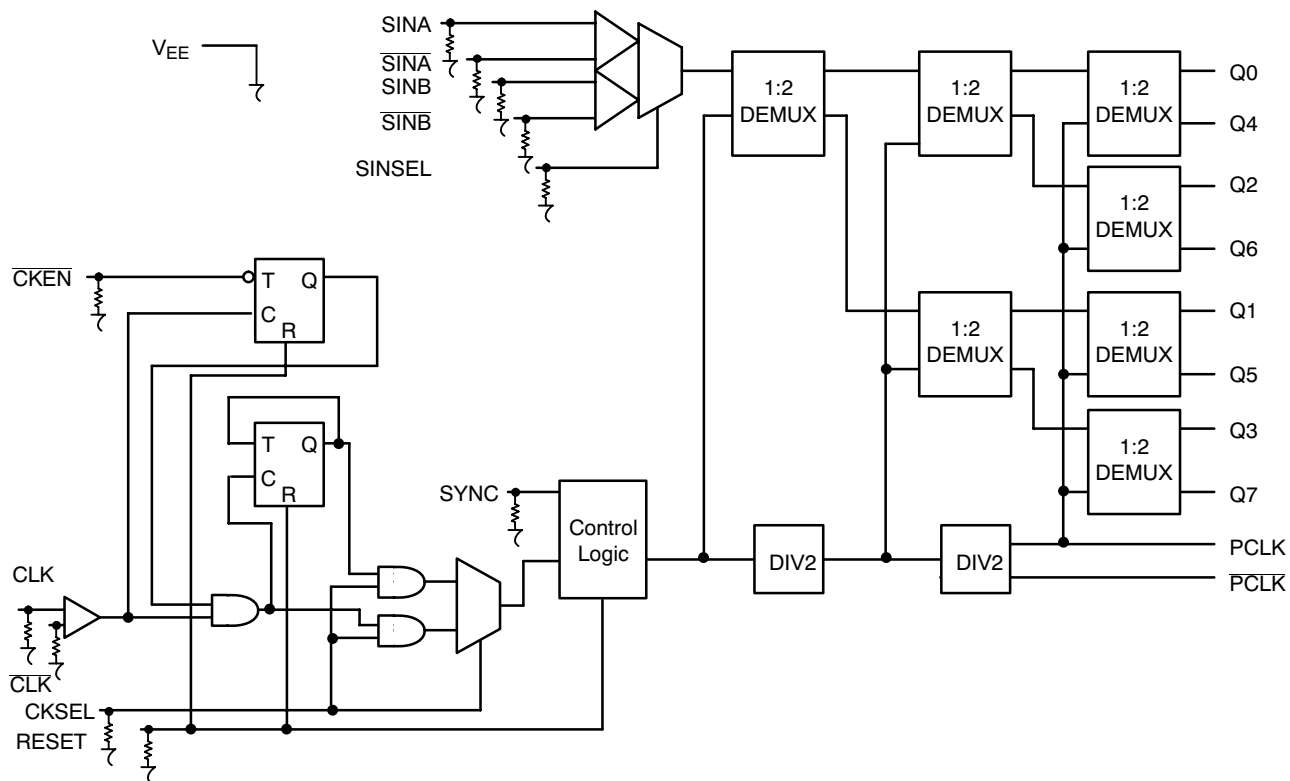 SINA
VEE
SINA
SINB
SINB
SINSEL
1:2
DEMUX
1:2
DEMUX
1:2
DEMUX
Q0
Q4
1:2
DEMUX
Q2
Q6
CKEN
T Q
C
R
1:2
DEMUX
1:2
DEMUX
Q1
Q5
T Q
C
R
1:2
DEMUX
Q3
Q7
SYNC
Control
Logic
DIV2
DIV2
PCLK
PCLK
CLK
CLK
CKSEL
RESET